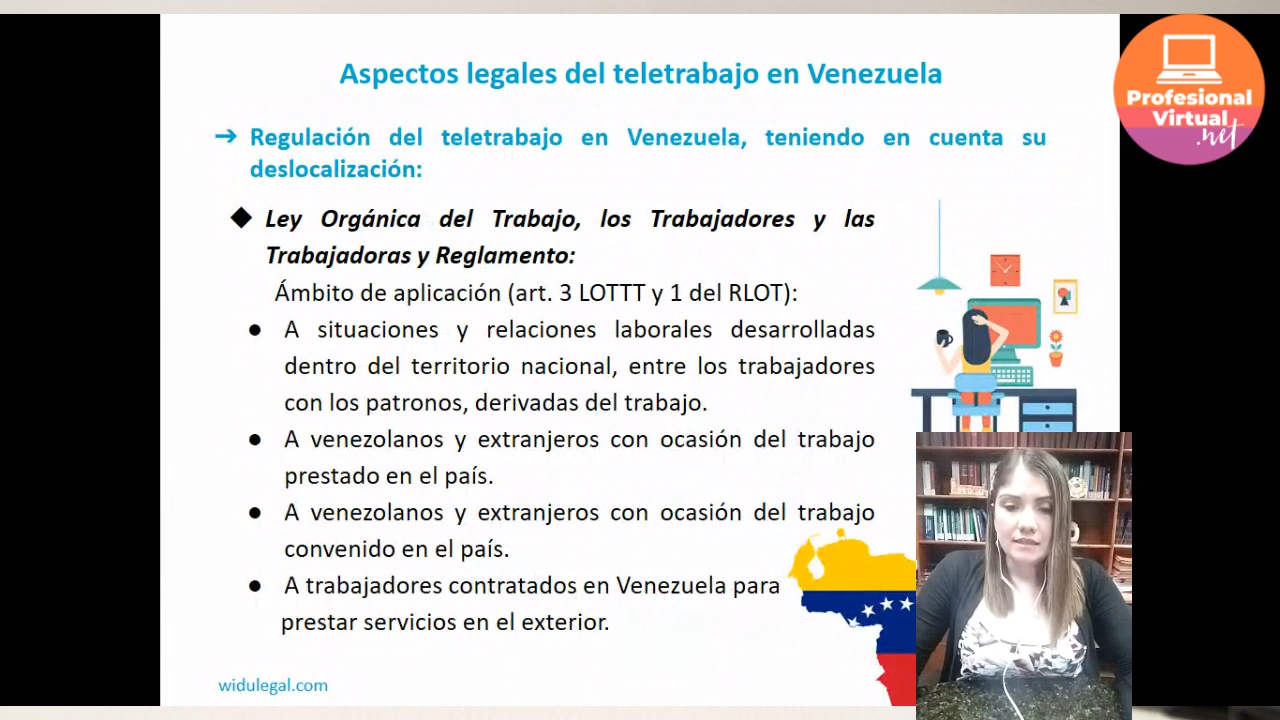 Aspectos legales del teletrabajo en Venezuela
Profesional
Virtual
.net
➔ Regulación del teletrabajo en Venezuela, teniendo en cuenta su
deslocalización:
◆ Ley Orgánica del Trabajo, los Trabajadores y las
Trabajadoras y Reglamento:
Ámbito de aplicación (art. 3 LOTTT y 1 del RLOT):
● A situaciones y relaciones laborales desarrolladas
dentro del territorio nacional, entre los trabajadores
con los patronos, derivadas del trabajo.
● A venezolanos y extranjeros con ocasión del trabajo
prestado en el país.
● A venezolanos y extranjeros con ocasión del trabajo
convenido en el país.
● A trabajadores contratados en Venezuela para
prestar servicios en el exterior.
widulegal.com